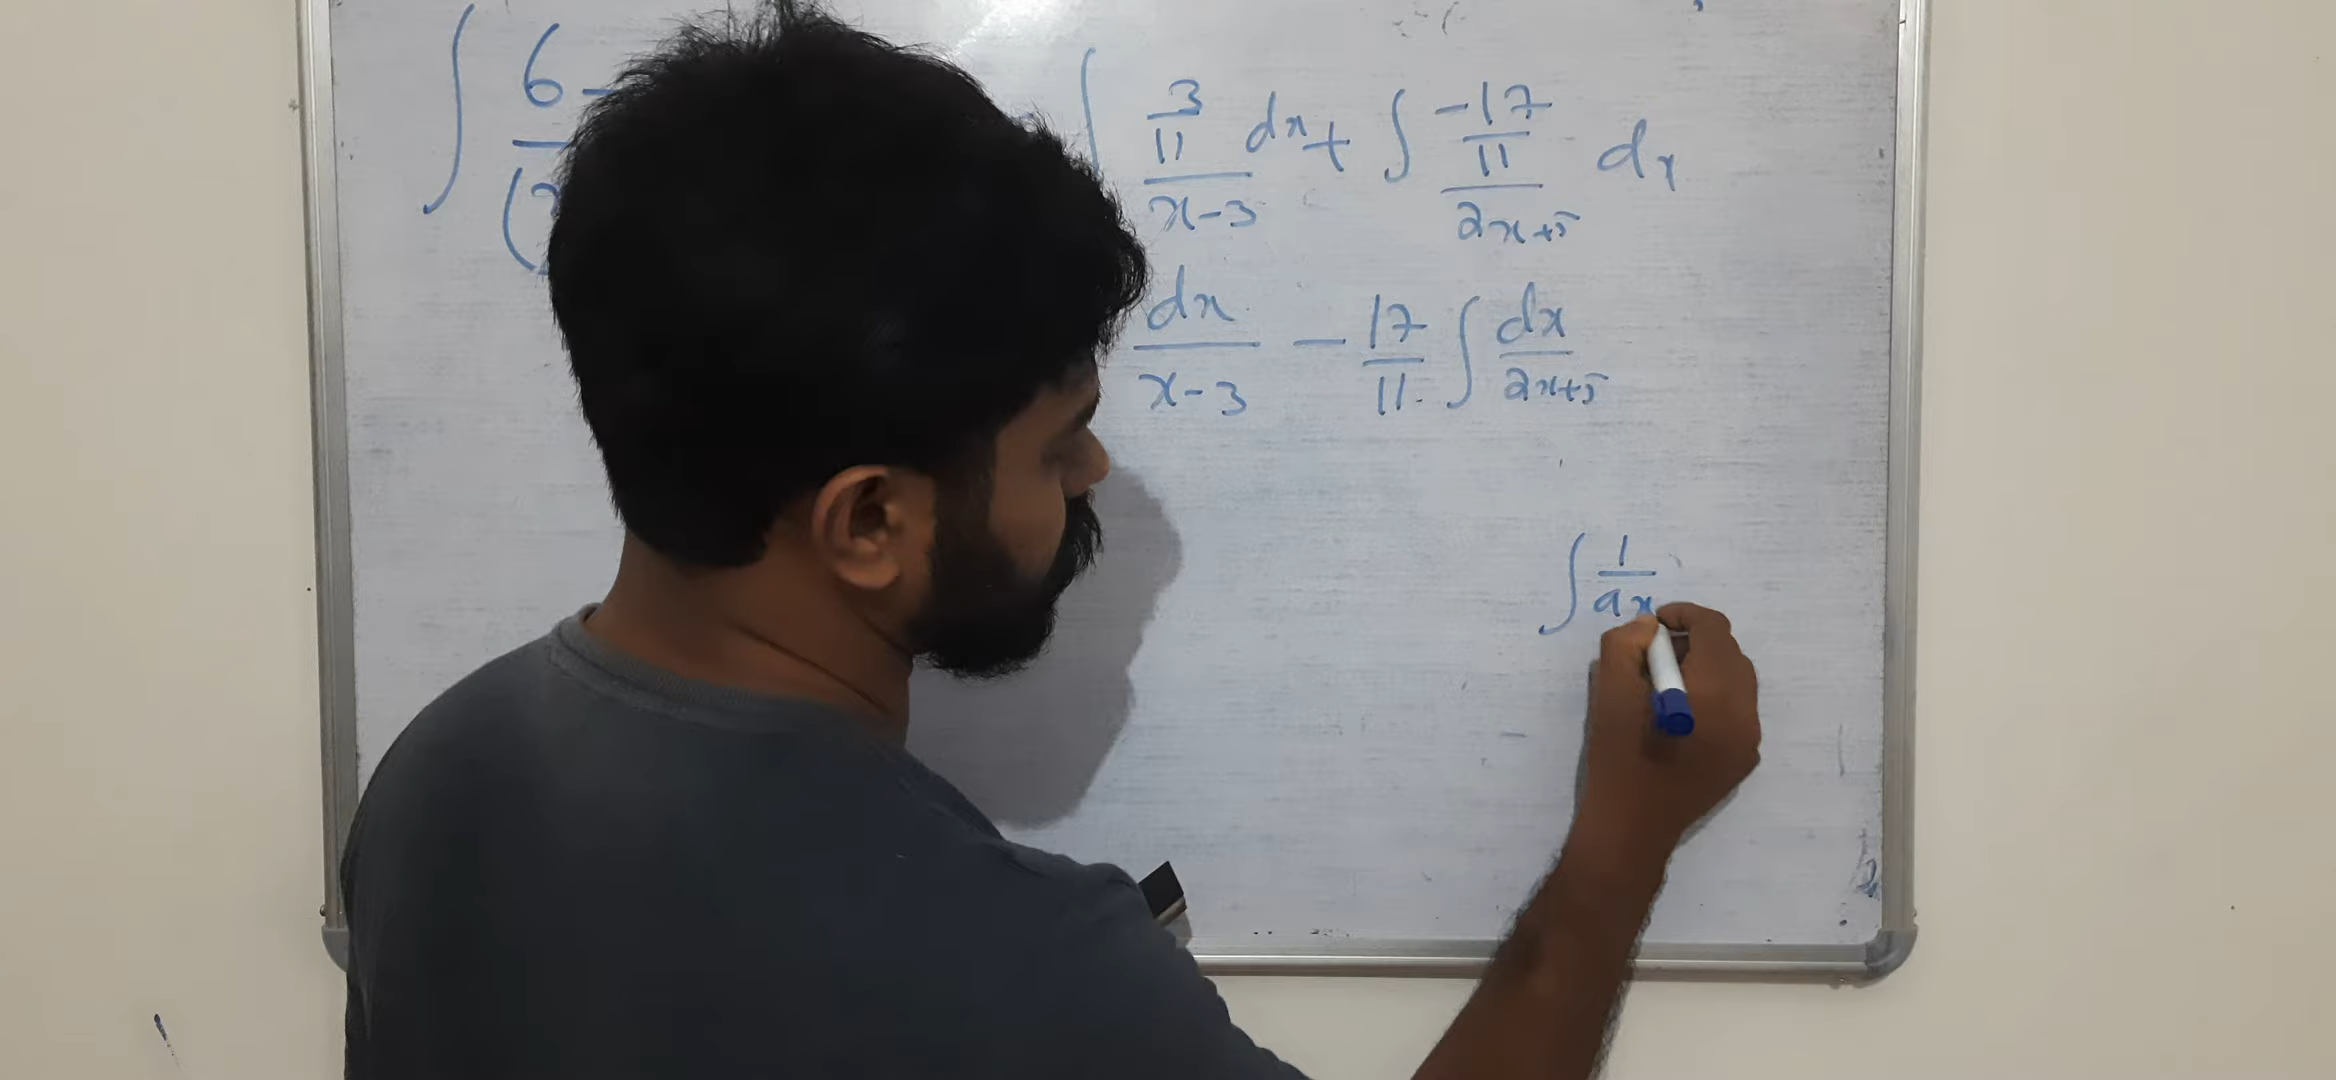 ∫ 6 - ∫ 3/11 / x-3 dx + ∫ -17/11 / 2x+5 dx
dx / x-3 - 17/11 ∫ dx / 2x+5
∫ 1 / ax